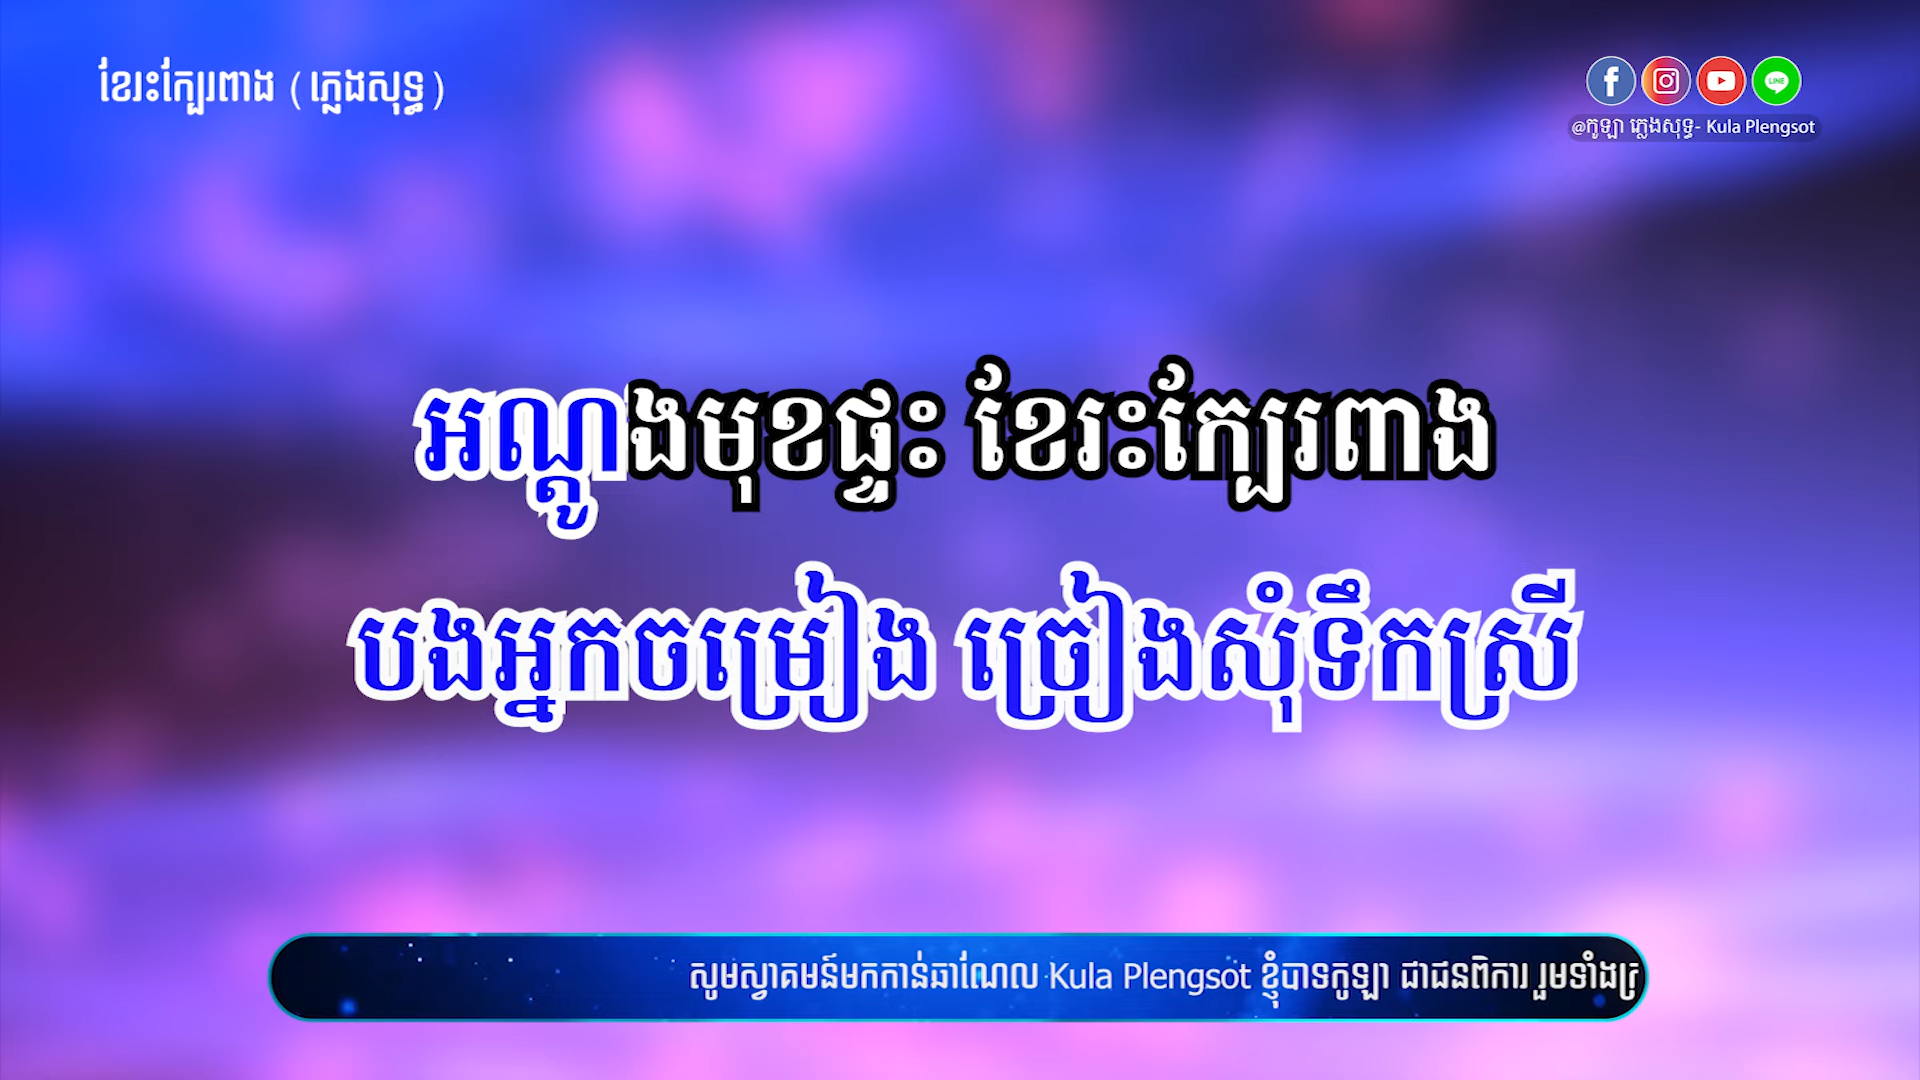 ខែរះក្បែរពាង (ភ្លេងសុទ្ធ)
LINE
@កូឡា ភ្លេងសុទ្ធ- Kula Plengsot
អណ្ដូងមុខផ្ទះ ខែរះក្បែរពាង
បងអ្នកចម្រៀង ច្រៀងសុំទឹកស្រី
សូមស្វាគមន៍មកកាន់ឆាណែល Kula Plengsot ខ្ញុំបាទកូឡា ជាជនពិការ រួមទាំងក្រ